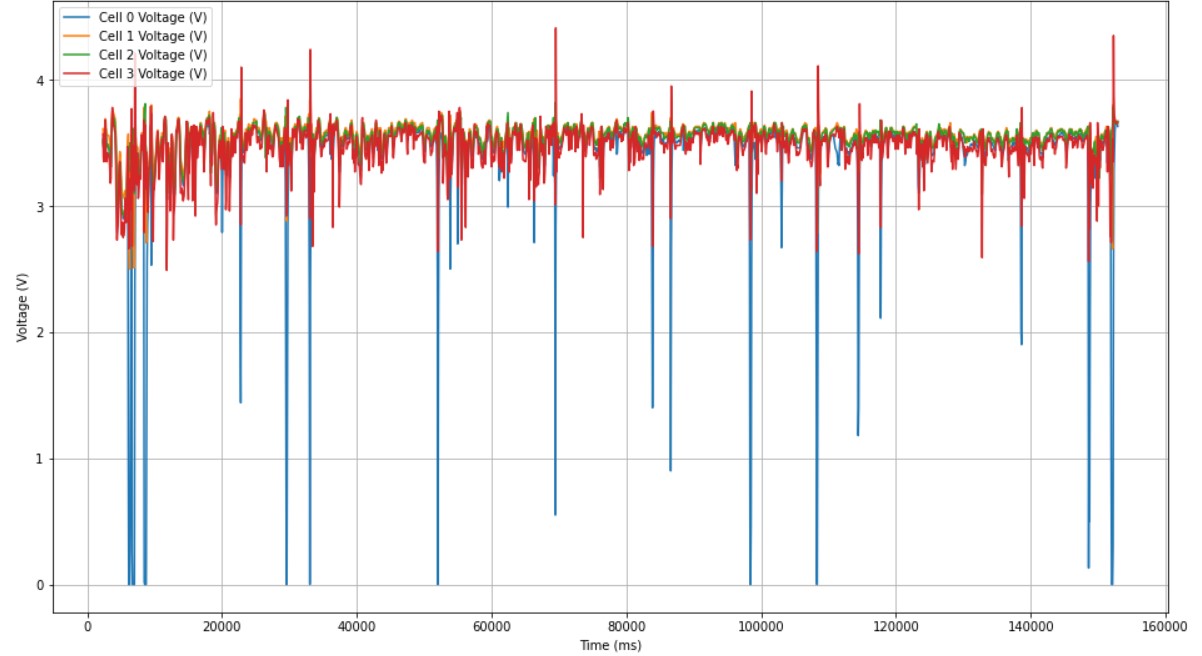 Cell 0 Voltage (V)
Cell 1 Voltage (V)
Cell 2 Voltage (V)
Cell 3 Voltage (V)
Voltage (V)
4
3
2
1
0
0 20000 40000 60000 80000 100000 120000 140000 160000
Time (ms)